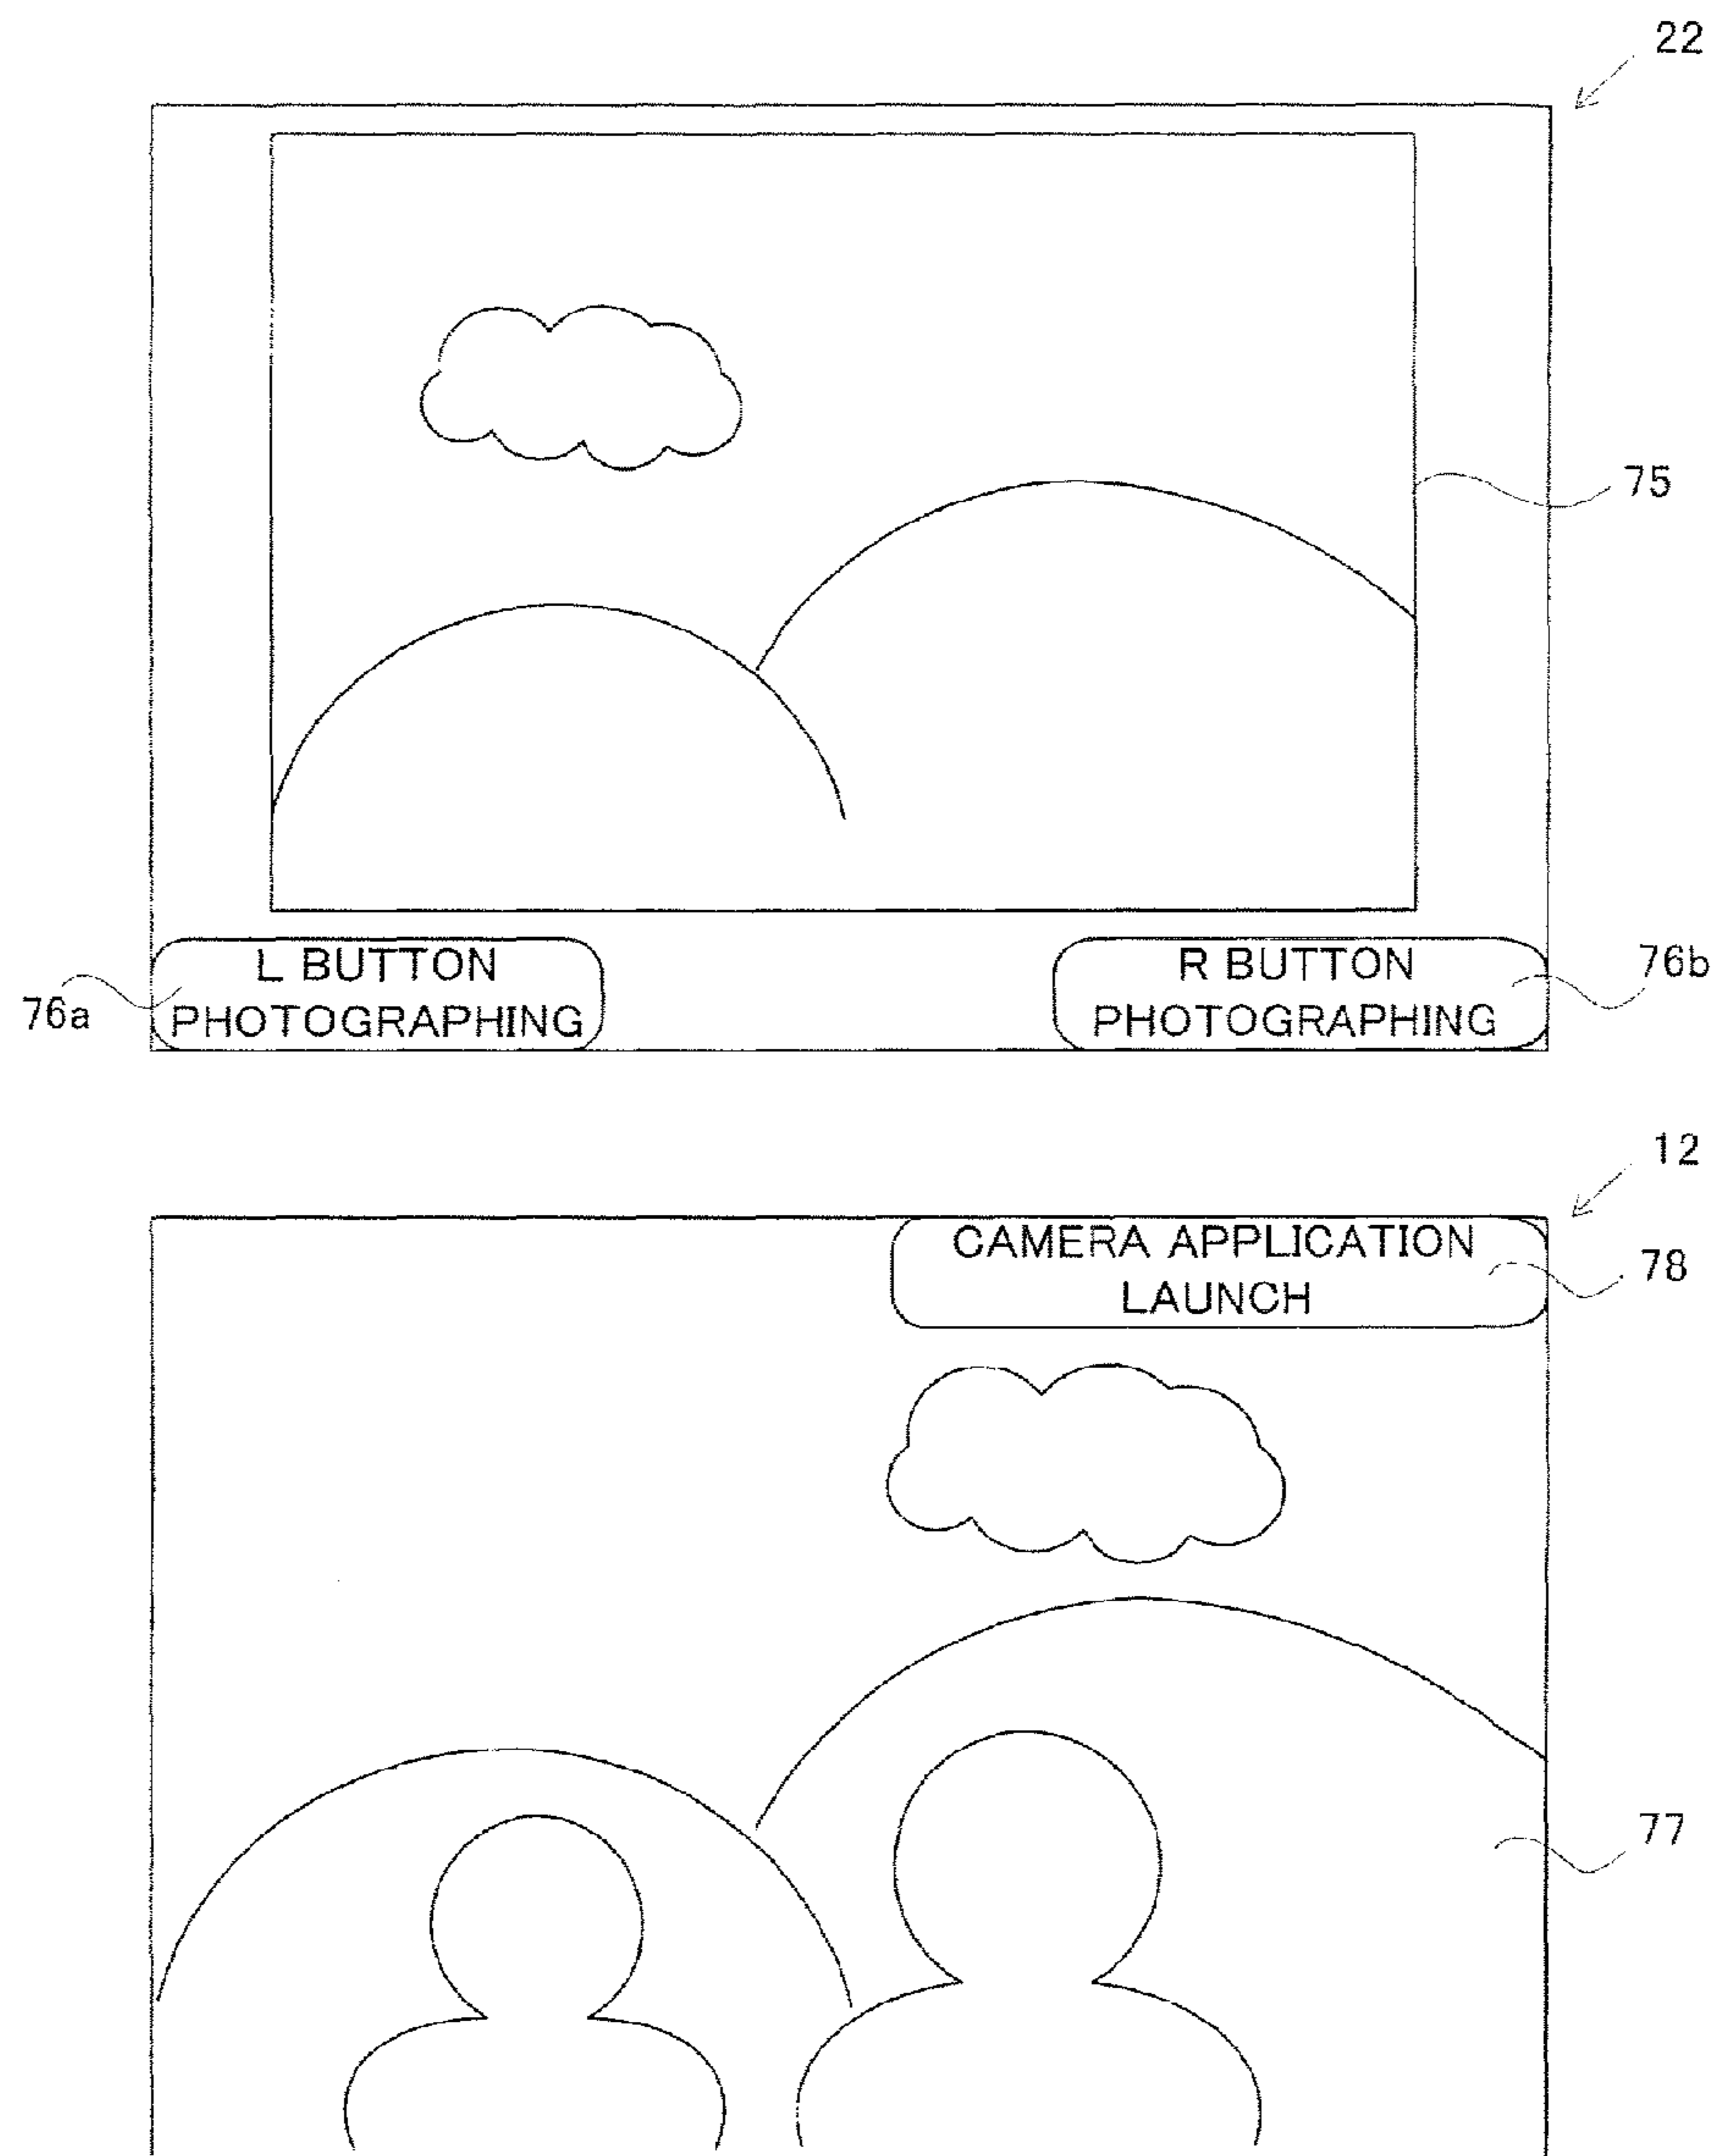 22
75
L BUTTON
PHOTOGRAPHING
76a
R BUTTON
PHOTOGRAPHING
76b
12
CAMERA APPLICATION
LAUNCH
78
77